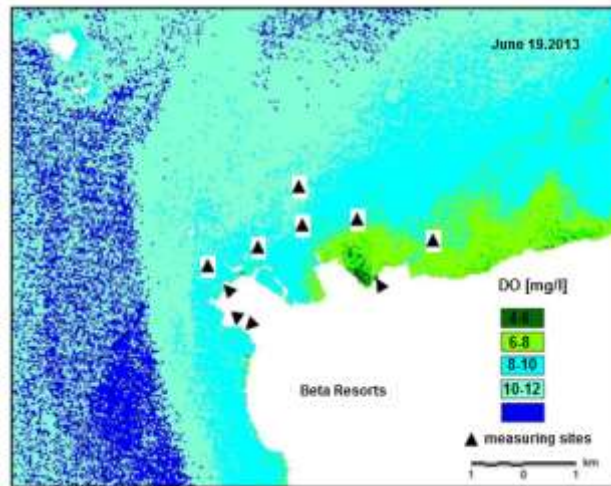 June 19.2013
DO [mg/l]
4-6
6-8
8-10
10-12
Beta Resorts
measuring sites
km
1 0 1